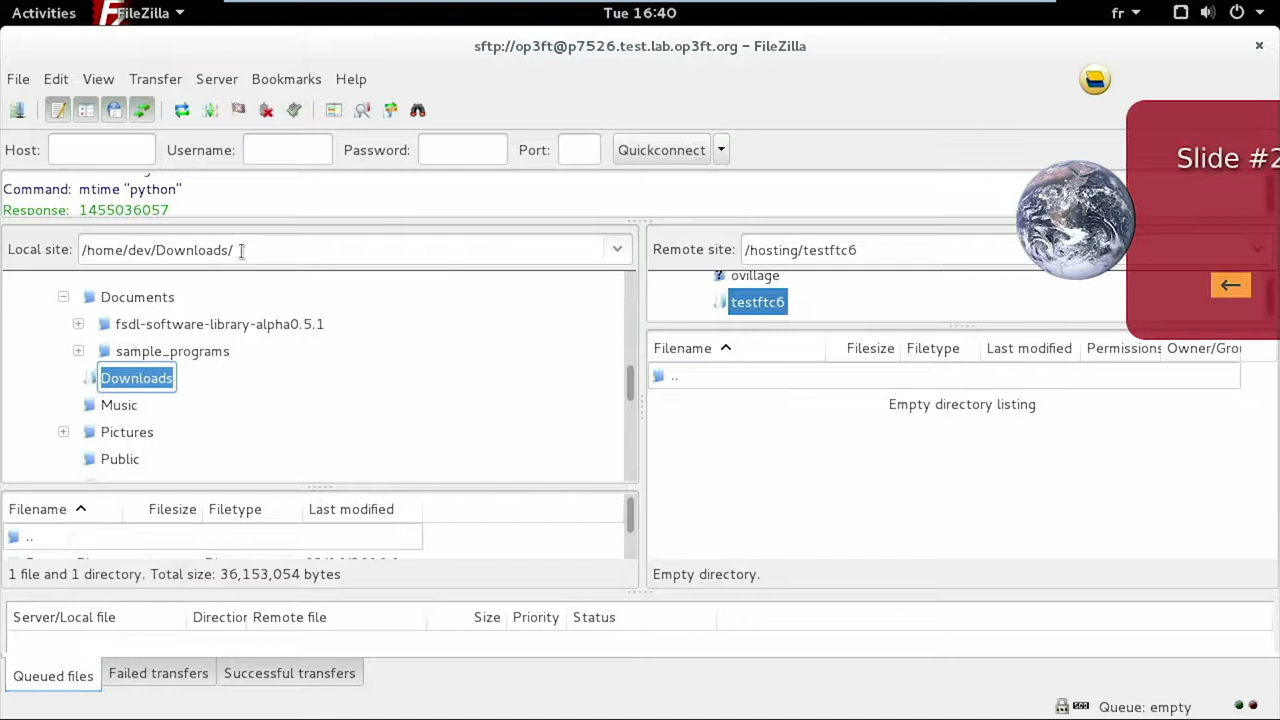 Activities FileZilla Tue 16:40 fr
sftp://op3ft@p7526.test.lab.op3ft.org – FileZilla ×
File Edit View Transfer Server Bookmarks Help
Host: Username: Password: Port: Quickconnect
Slide #2
Command: mtime "python"
Response: 1455036057
Local site: /home/dev/Downloads/
Documents
fsdl-software-library-alpha0.5.1
sample_programs
Downloads
Music
Pictures
Public
Filename Filesize Filetype Last modified
..
1 file and 1 directory. Total size: 36,153,054 bytes
Remote site: /hosting/testftc6
ovillage
testftc6
Filename Filesize Filetype Last modified Permissions Owner/Grou
..
Empty directory listing
Empty directory.
Server/Local file Direction Remote file Size Priority Status
Queued files Failed transfers Successful transfers
Queue: empty